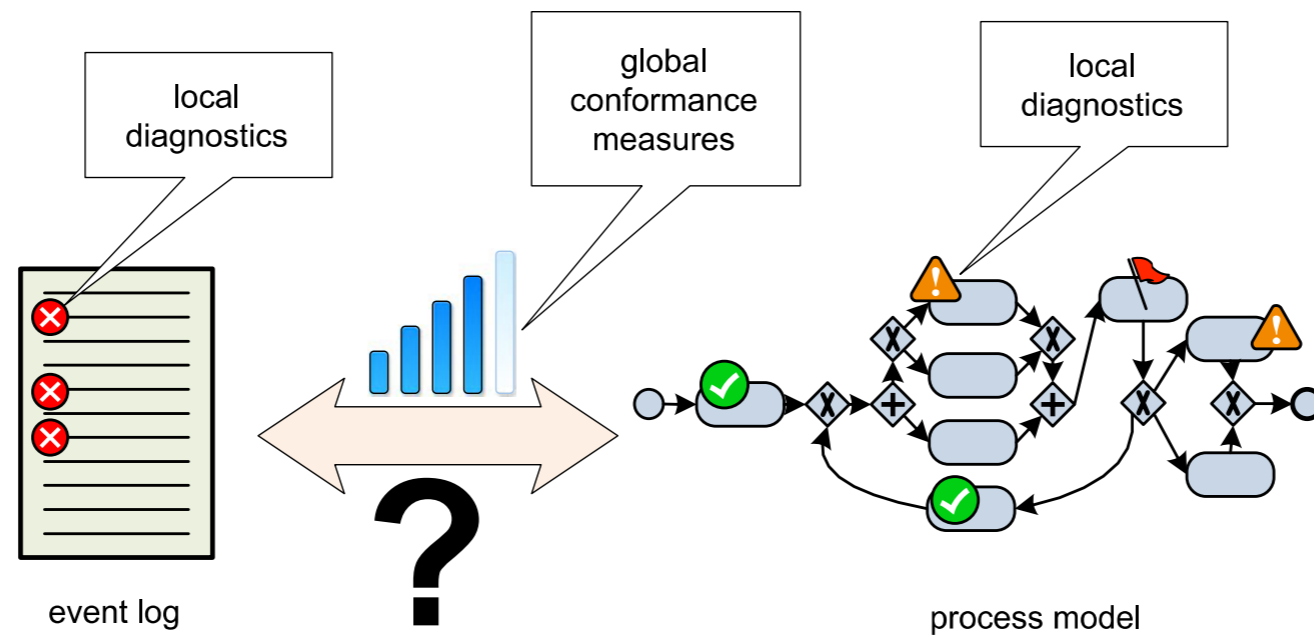 local
diagnostics
global
conformance
measures
local
diagnostics
?
event log
process model